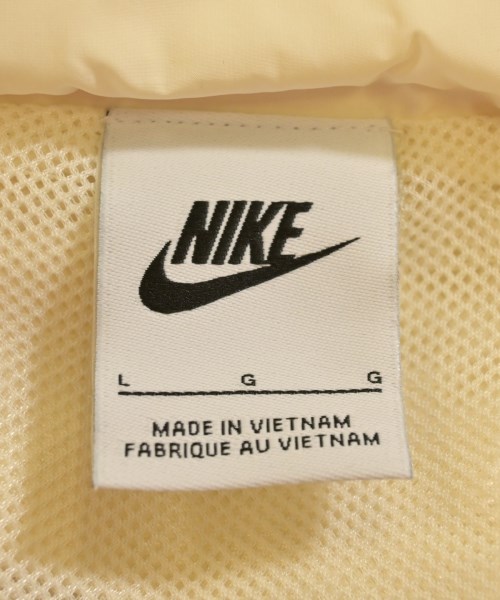 NIKE
L G G
MADE IN VIETNAM
FABRIQUE AU VIETNAM